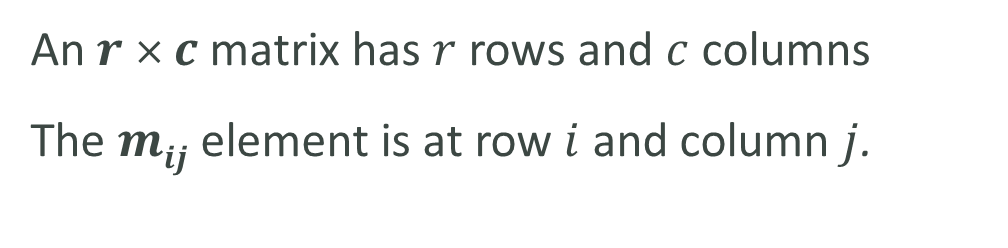 An r × c matrix has r rows and c columns
The mᵢⱼ element is at row i and column j.